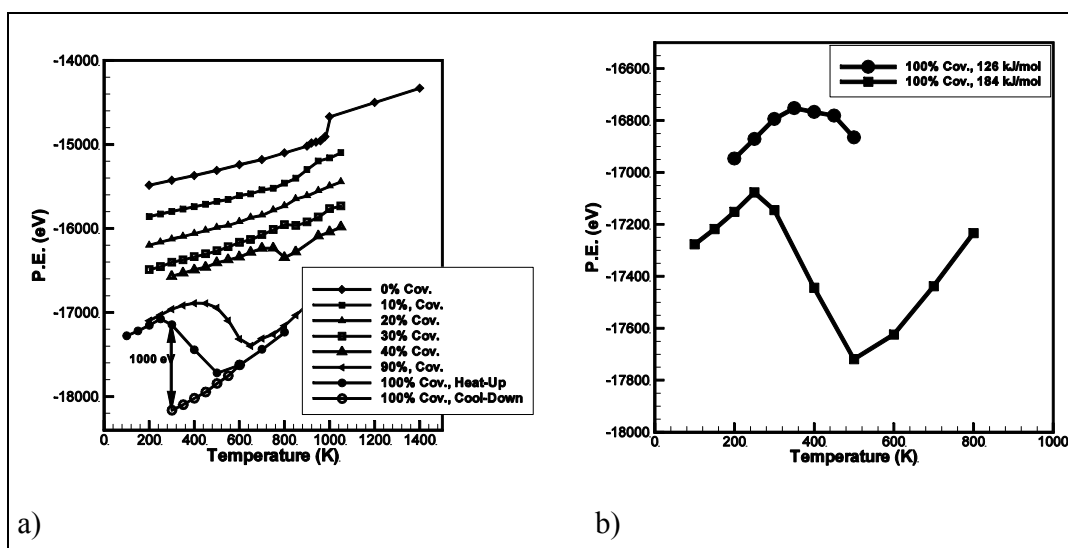 -14000
-15000
-16000
-17000
-18000
P.E. (eV)
1000 eV
0% Cov.
10%, Cov.
20% Cov.
30% Cov.
40% Cov.
90%, Cov.
100% Cov., Heat-Up
100% Cov., Cool-Down
200 400 600 800 1000 1200 1400
Temperature (K)
a)
-16600
-16800
-17000
-17200
-17400
-17600
-17800
-18000
P.E. (eV)
100% Cov., 126 kJ/mol
100% Cov., 184 kJ/mol
0 200 400 600 800 1000
Temperature (K)
b)